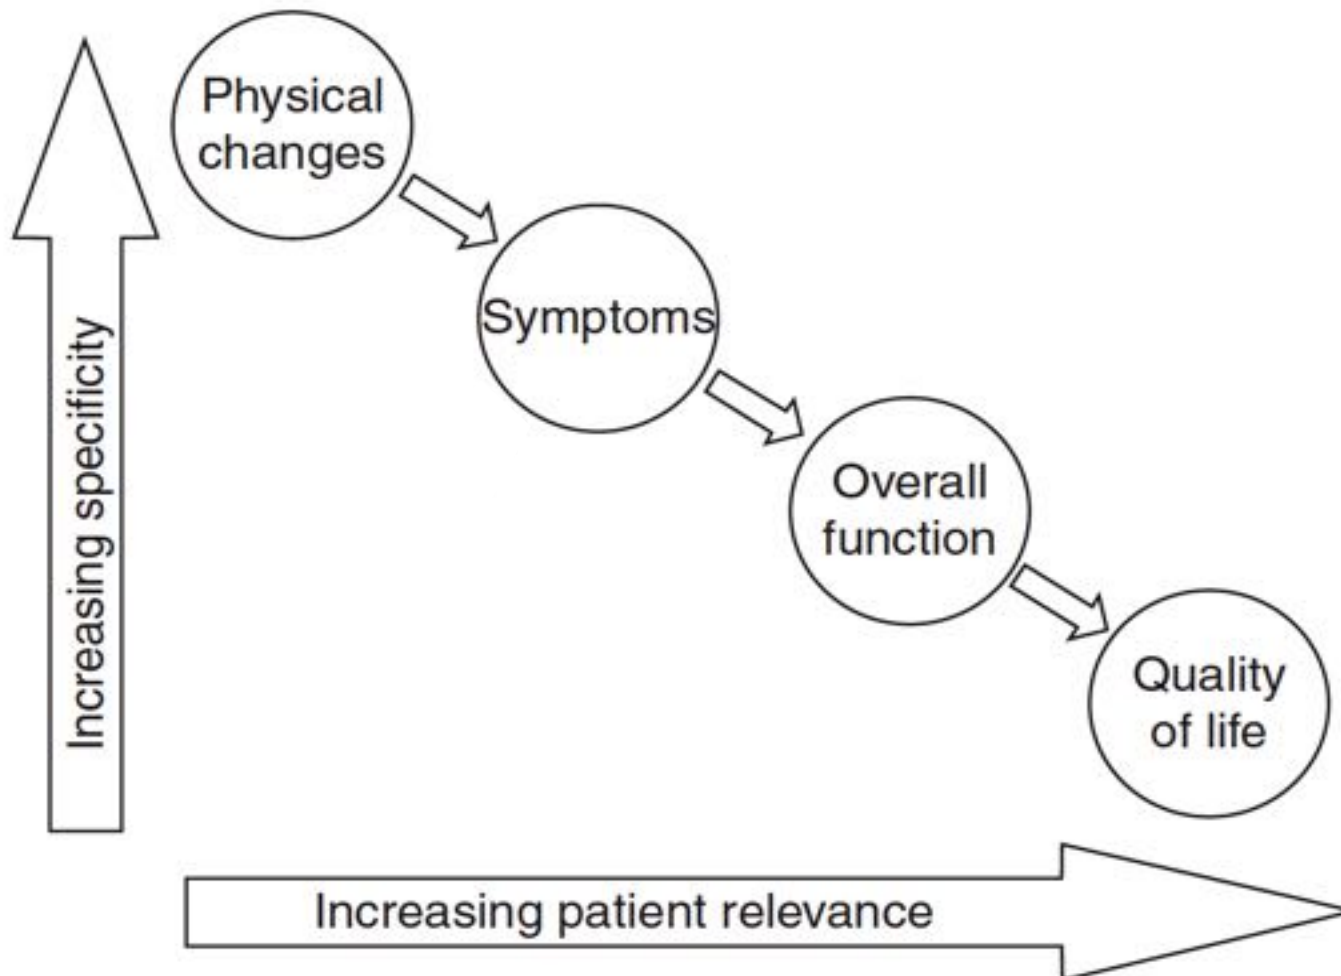 Physical
changes
Symptoms
Overall
function
Quality
of life
Increasing specificity
Increasing patient relevance